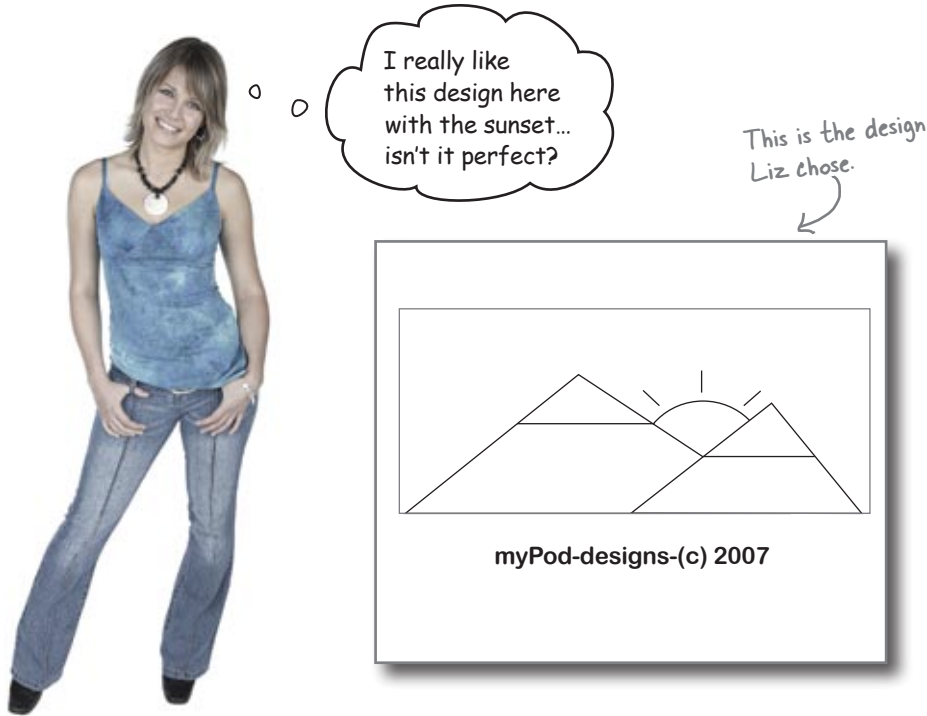 I really like
this design here
with the sunset...
isn't it perfect?
This is the design
Liz chose.
myPod-designs-(c) 2007